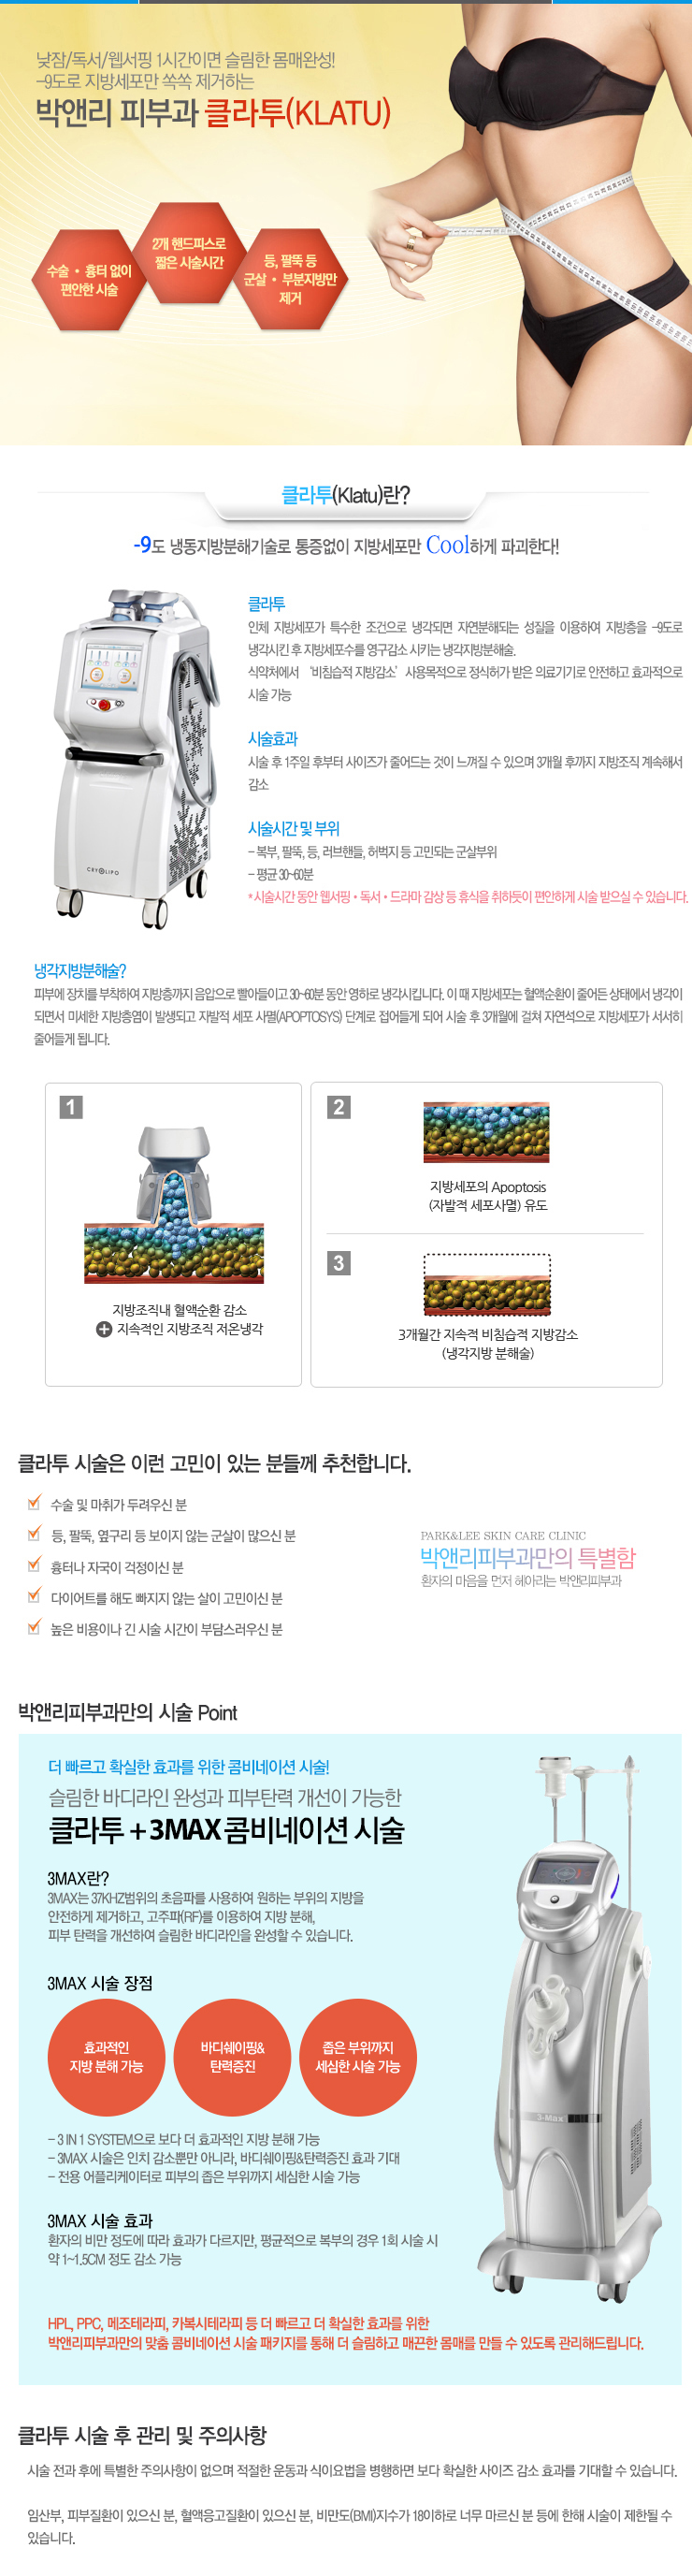 낮잠/독서/웹서핑 1시간이면 슬림한 몸매완성!
-9도로 지방세포만 쏙쏙 제거하는
박앤리 피부과 클라투(KLATU)
수술 • 흉터 없이
편안한 시술
2개 핸드피스로
짧은 시술시간
등, 팔뚝 등
군살 • 부분지방만
제거
클라투(Klatu)란?
-9도 냉동지방분해기술로 통증없이 지방세포만 Cool하게 파괴한다!
클라투
인체 지방세포가 특수한 조건으로 냉각되면 자연분해되는 성질을 이용하여 지방층을 -9도로
냉각시킨 후 지방세포수를 영구감소 시키는 냉각지방분해술.
식약처에서 ‘비침습적 지방감소’ 사용목적으로 정식허가 받은 의료기기로 안전하고 효과적으로
시술 가능
시술효과
시술 후 1주일 후부터 사이즈가 줄어드는 것이 느껴질 수 있으며 3개월 후까지 지방조직 계속해서
감소
시술시간 및 부위
- 복부, 팔뚝, 등, 러브핸들, 허벅지 등 고민되는 군살부위
- 평균 30~60분
* 시술시간 동안 웹서핑 • 독서 • 드라마 감상 등 휴식을 취하듯이 편안하게 시술 받으실 수 있습니다.
CRYOLIPO
냉각지방분해술?
피부에 장치를 부착하여 지방층까지 음압으로 빨아들이고 30~60분 동안 영하로 냉각시킵니다. 이 때 지방세포는 혈액순환이 줄어든 상태에서 냉각이
되면서 미세한 지방층염이 발생되고 자발적 세포 사멸(APOPTOSYS) 단계로 접어들게 되어 시술 후 3개월에 걸쳐 자연적으로 지방세포가 서서히
줄어들게 됩니다.
1
지방조직내 혈액순환 감소
+ 지속적인 지방조직 저온냉각
2
지방세포의 Apoptosis
(자발적 세포사멸) 유도
3
3개월간 지속적 비침습적 지방감소
(냉각지방 분해술)
클라투 시술은 이런 고민이 있는 분들께 추천합니다.
수술 및 마취가 두려우신 분
등, 팔뚝, 옆구리 등 보이지 않는 군살이 많으신 분
흉터나 자국이 걱정이신 분
다이어트를 해도 빠지지 않는 살이 고민이신 분
높은 비용이나 긴 시술 시간이 부담스러우신 분
PARK&LEE SKIN CARE CLINIC
박앤리피부과만의 특별함
환자의 마음을 먼저 헤아리는 박앤리피부과
박앤리피부과만의 시술 Point
더 빠르고 확실한 효과를 위한 콤비네이션 시술!
슬림한 바디라인 완성과 피부탄력 개선이 가능한
클라투 + 3MAX 콤비네이션 시술
3MAX란?
3MAX는 37KHZ범위의 초음파를 사용하여 원하는 부위의 지방을
안전하게 제거하고, 고주파(RF)를 이용하여 지방 분해,
피부 탄력을 개선하여 슬림한 바디라인을 완성할 수 있습니다.
3MAX 시술 장점
효과적인
지방 분해 가능
바디쉐이핑&
탄력증진
좁은 부위까지
세심한 시술 가능
- 3 IN 1 SYSTEM으로 보다 더 효과적인 지방 분해 가능
- 3MAX 시술은 인치 감소뿐만 아니라, 바디쉐이핑&탄력증진 효과 기대
- 전용 어플리케이터로 피부의 좁은 부위까지 세심한 시술 가능
3-Max
3MAX 시술 효과
환자의 비만 정도에 따라 효과가 다르지만, 평균적으로 복부의 경우 1회 시술 시
약 1~1.5CM 정도 감소 가능
HPL, PPC, 메조테라피, 카복시테라피 등 더 빠르고 더 확실한 효과를 위한
박앤리피부과만의 맞춤 콤비네이션 시술 패키지를 통해 더 슬림하고 매끈한 몸매를 만들 수 있도록 관리해드립니다.
클라투 시술 후 관리 및 주의사항
시술 전과 후에 특별한 주의사항이 없으며 적절한 운동과 식이요법을 병행하면 보다 확실한 사이즈 감소 효과를 기대할 수 있습니다.
임산부, 피부질환이 있으신 분, 혈액응고질환이 있으신 분, 비만도(BMI)지수가 18이하로 너무 마르신 분 등에 한해 시술이 제한될 수
있습니다.